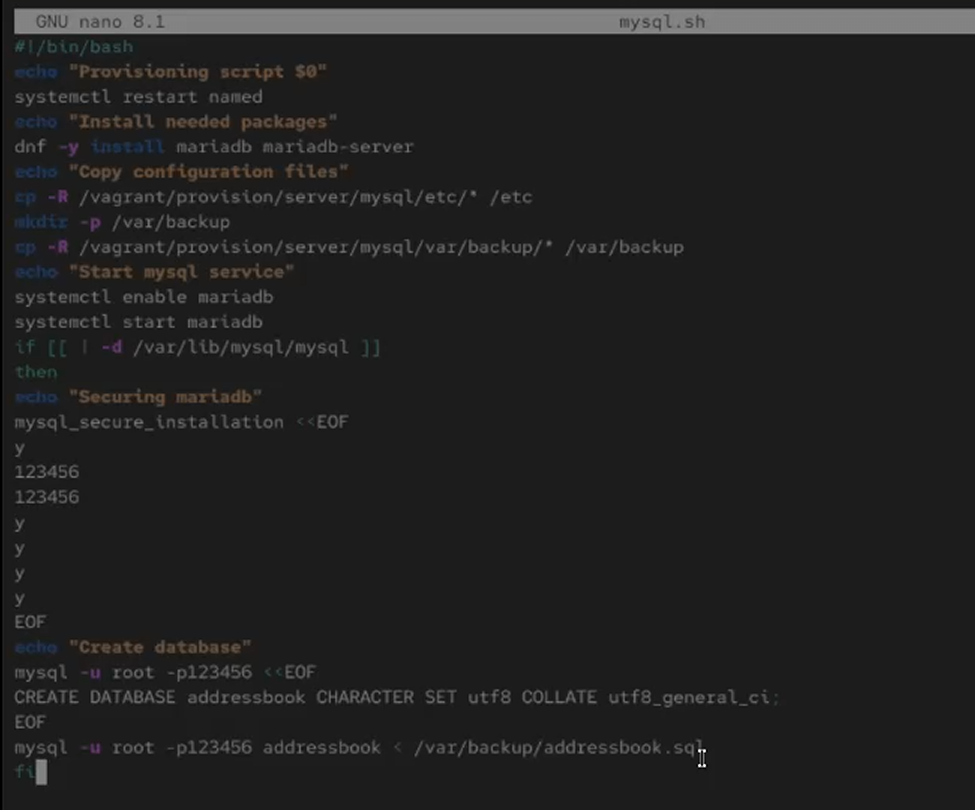 GNU nano 8.1 mysql.sh
#!/bin/bash
echo "Provisioning script $0"
systemctl restart named
echo "Install needed packages"
dnf -y install mariadb mariadb-server
echo "Copy configuration files"
cp -R /vagrant/provision/server/mysql/etc/* /etc
mkdir -p /var/backup
cp -R /vagrant/provision/server/mysql/var/backup/* /var/backup
echo "Start mysql service"
systemctl enable mariadb
systemctl start mariadb
if [[ ! -d /var/lib/mysql/mysql ]]
then
echo "Securing mariadb"
mysql_secure_installation <<EOF
y
123456
123456
y
y
y
y
EOF
echo "Create database"
mysql -u root -p123456 <<EOF
CREATE DATABASE addressbook CHARACTER SET utf8 COLLATE utf8_general_ci;
EOF
mysql -u root -p123456 addressbook < /var/backup/addressbook.sql
fi